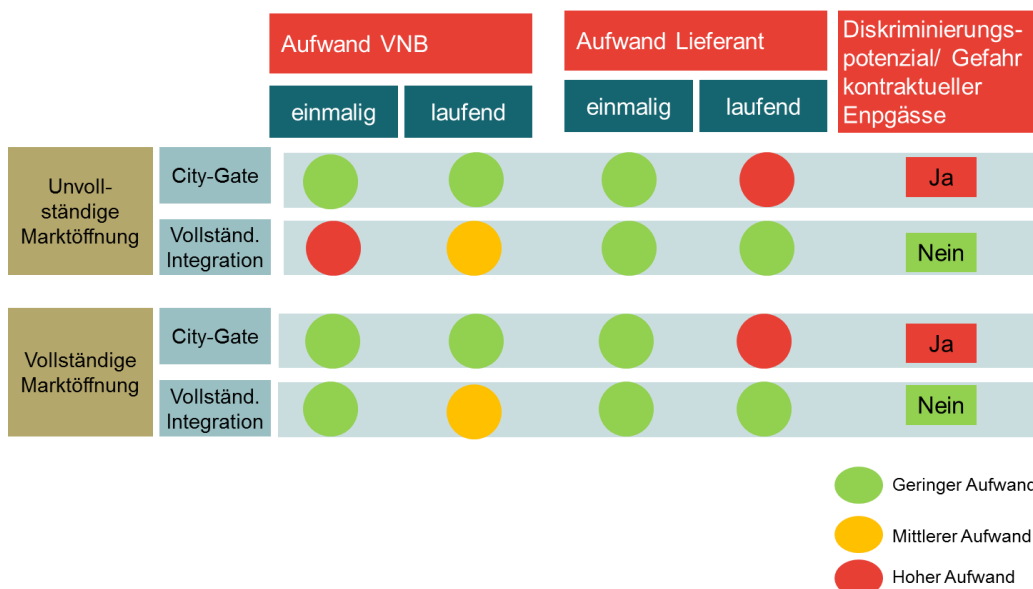 Aufwand VNB
Aufwand Lieferant
Diskriminierungs-
potenzial/ Gefahr
kontraktueller
Enpgässe
einmalig
laufend
einmalig
laufend
Unvoll-
ständige
Marktöffnung
City-Gate
Ja
Vollständ.
Integration
Nein
Vollständige
Marktöffnung
City-Gate
Ja
Vollständ.
Integration
Nein
Geringer Aufwand
Mittlerer Aufwand
Hoher Aufwand